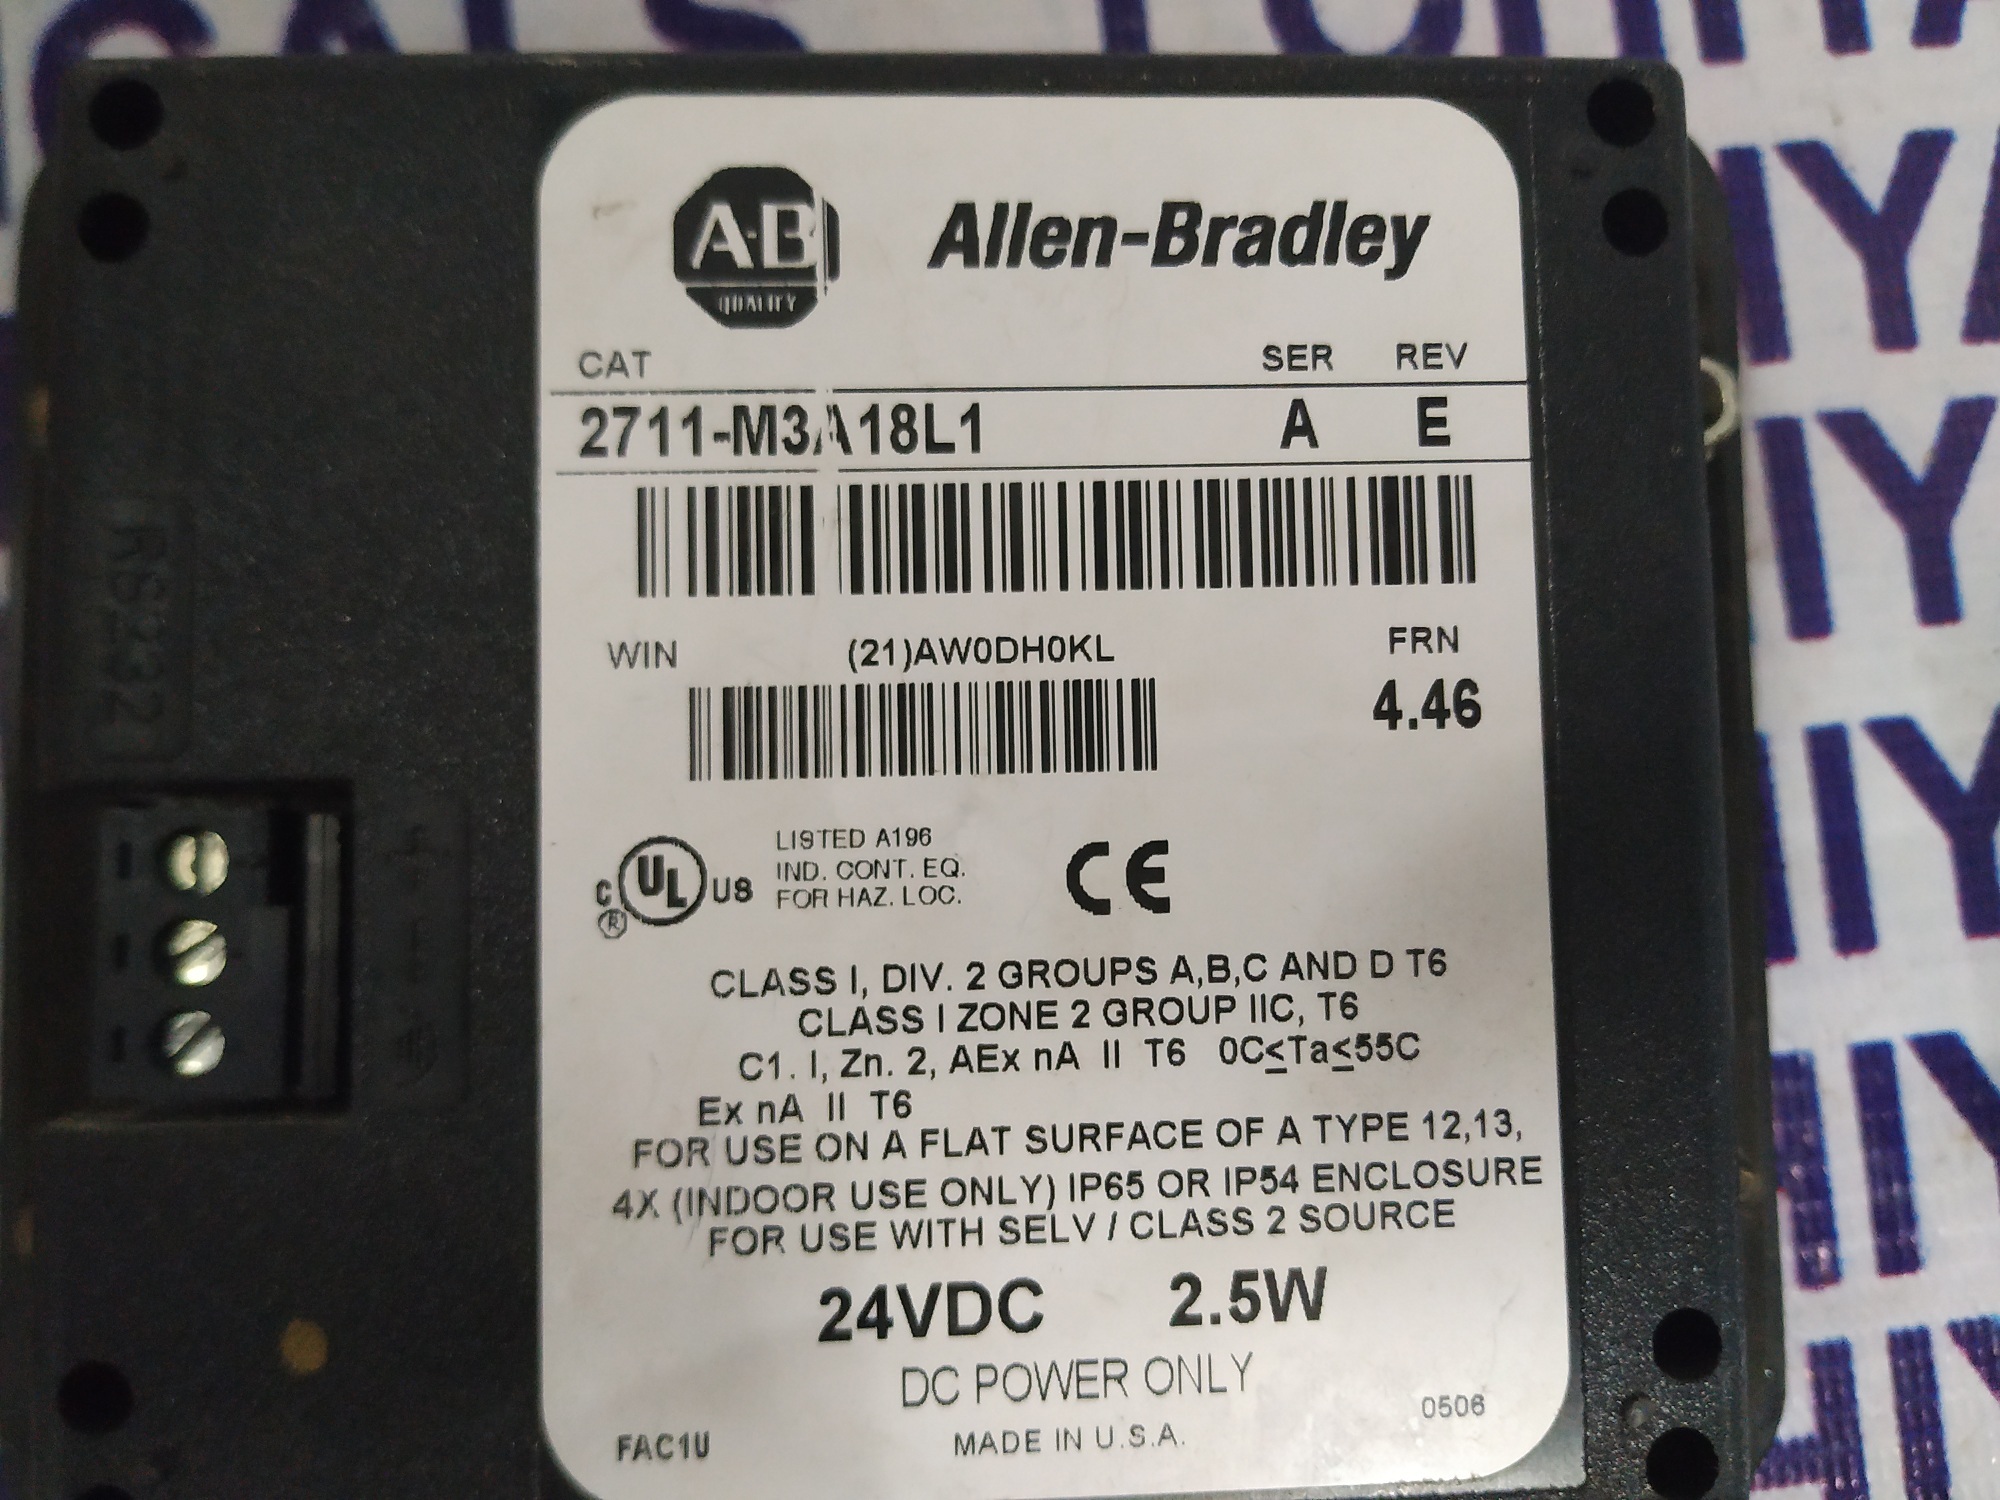 A·B
QUALITY
Allen-Bradley
CAT SER REV
2711-M3A18L1 A E
WIN (21)AW0DH0KL FRN
4.46
C UL US
®
LISTED A196
IND. CONT. EQ.
FOR HAZ. LOC.
CE
CLASS I, DIV. 2 GROUPS A,B,C AND D T6
CLASS I ZONE 2 GROUP IIC, T6
C1. I, Zn. 2, AEx nA II T6 0C≤Ta≤55C
Ex nA II T6
FOR USE ON A FLAT SURFACE OF A TYPE 12,13,
4X (INDOOR USE ONLY) IP65 OR IP54 ENCLOSURE
FOR USE WITH SELV / CLASS 2 SOURCE
24VDC 2.5W
DC POWER ONLY
0506
FAC1U MADE IN U.S.A.
RS232